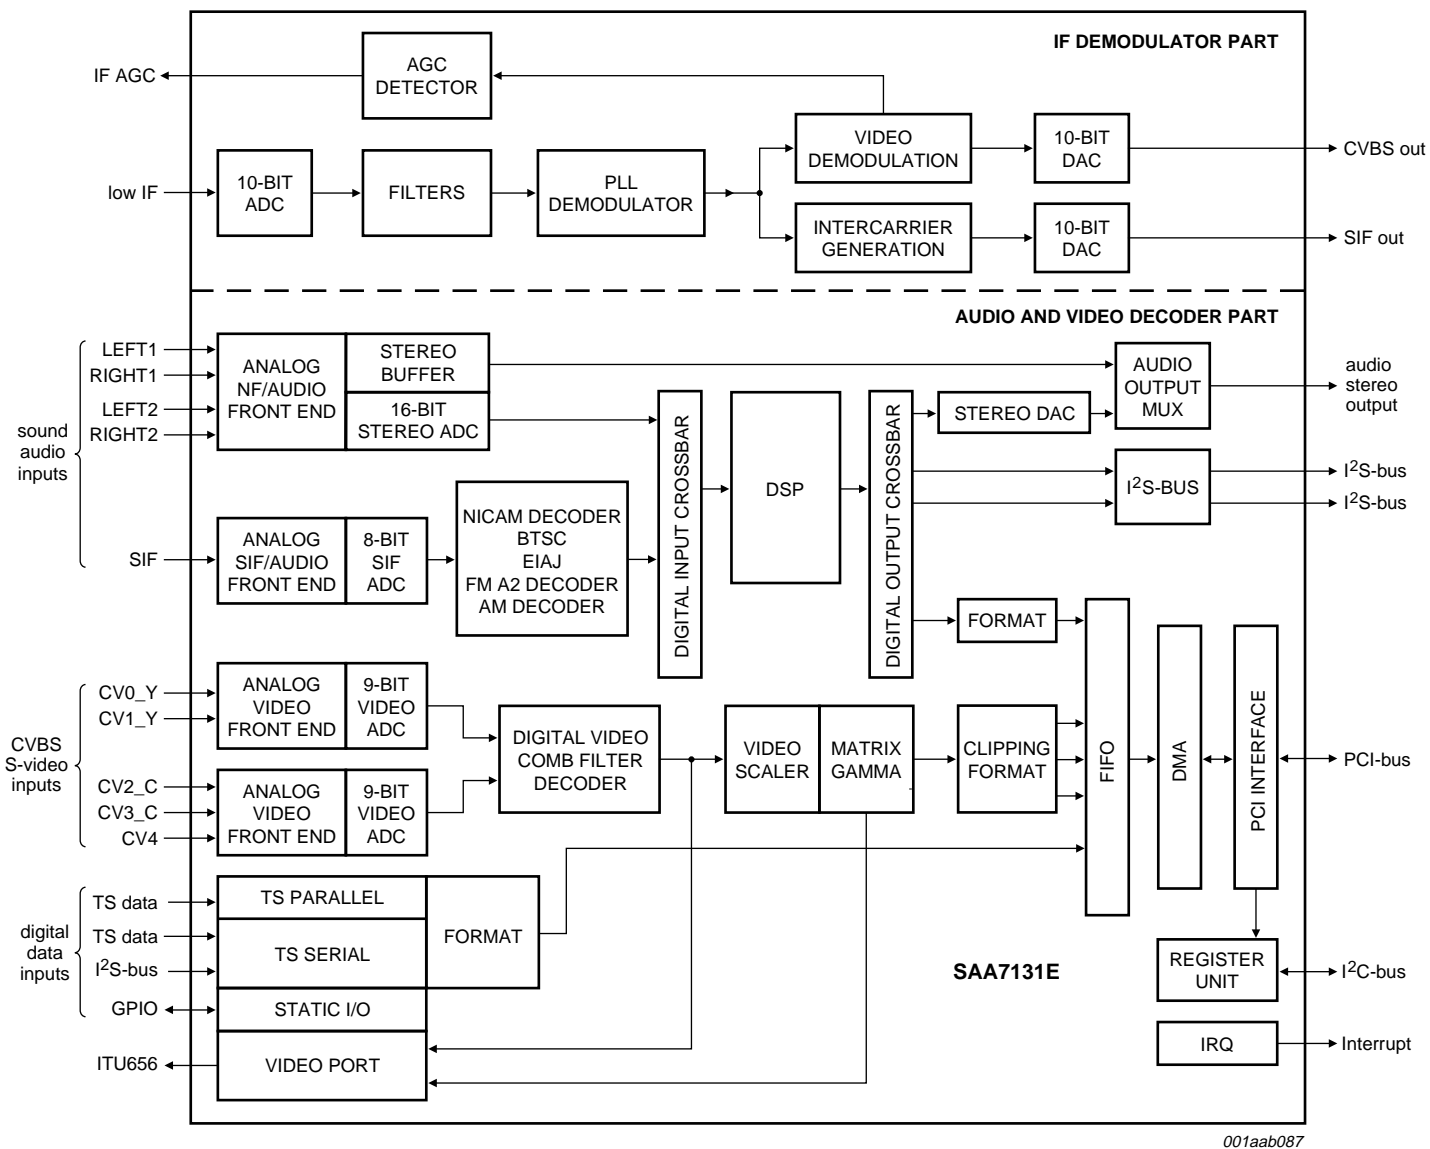 IF DEMODULATOR PART
IF AGC
AGC
DETECTOR
low IF
10-BIT
ADC
FILTERS
PLL
DEMODULATOR
VIDEO
DEMODULATION
10-BIT
DAC
CVBS out
INTERCARRIER
GENERATION
10-BIT
DAC
SIF out
AUDIO AND VIDEO DECODER PART
sound
audio
inputs
LEFT1
RIGHT1
LEFT2
RIGHT2
SIF
ANALOG
NF/AUDIO
FRONT END
STEREO
BUFFER
16-BIT
STEREO ADC
ANALOG
SIF/AUDIO
FRONT END
8-BIT
SIF
ADC
NICAM DECODER
BTSC
EIAJ
FM A2 DECODER
AM DECODER
DIGITAL INPUT CROSSBAR
DSP
DIGITAL OUTPUT CROSSBAR
STEREO DAC
AUDIO
OUTPUT
MUX
audio
stereo
output
I2S-BUS
I2S-bus
I2S-bus
FORMAT
CVBS
S-video
inputs
CV0_Y
CV1_Y
CV2_C
CV3_C
CV4
ANALOG
VIDEO
FRONT END
9-BIT
VIDEO
ADC
ANALOG
VIDEO
FRONT END
9-BIT
VIDEO
ADC
DIGITAL VIDEO
COMB FILTER
DECODER
VIDEO
SCALER
MATRIX
GAMMA
CLIPPING
FORMAT
FIFO
DMA
PCI INTERFACE
PCI-bus
digital
data
inputs
TS data
TS data
I2S-bus
GPIO
ITU656
TS PARALLEL
TS SERIAL
FORMAT
STATIC I/O
VIDEO PORT
SAA7131E
REGISTER
UNIT
I2C-bus
IRQ
Interrupt
001aab087